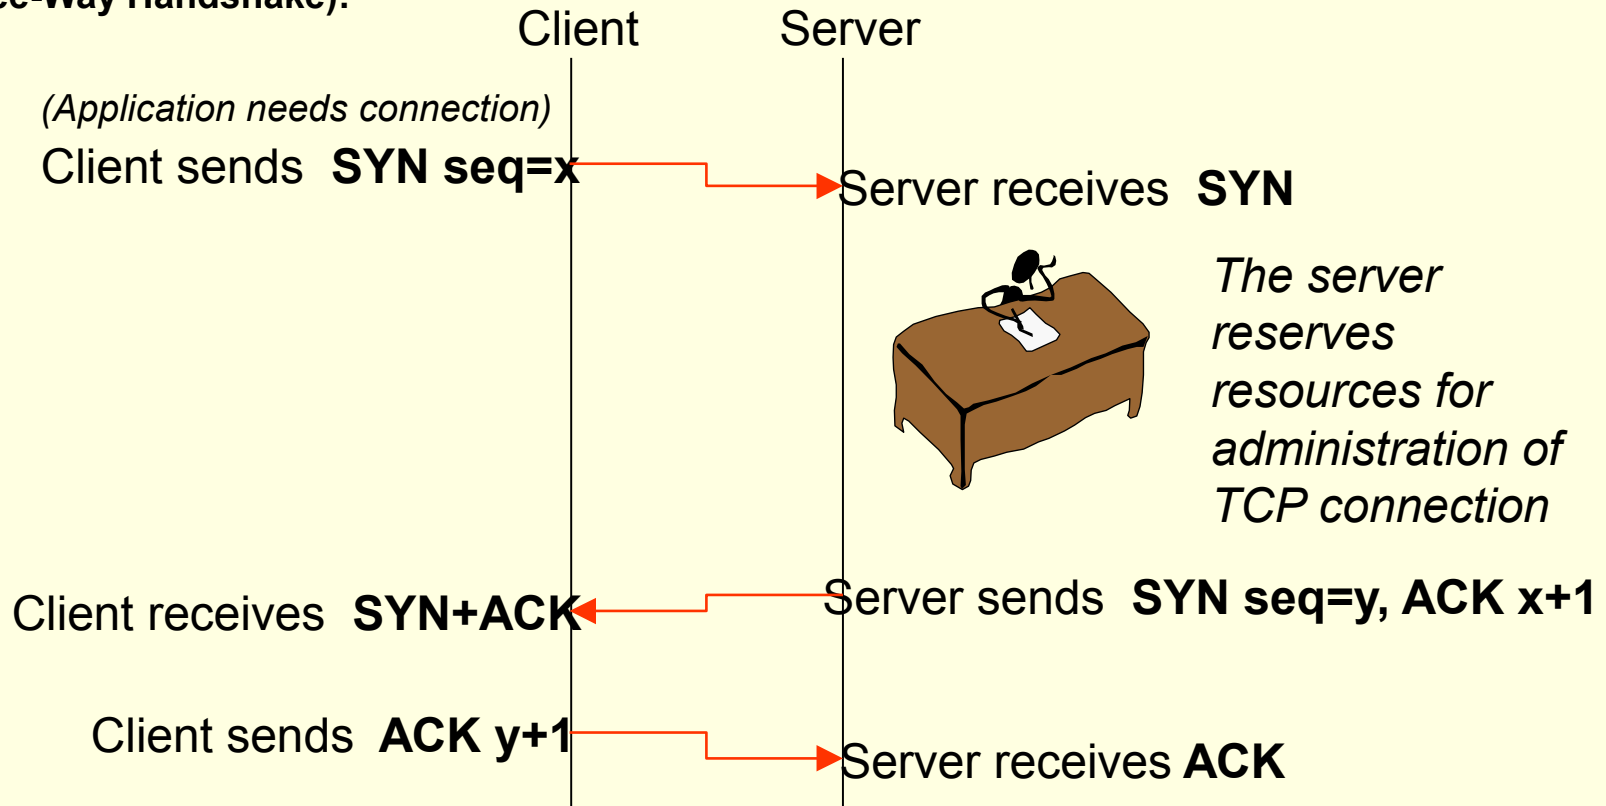 -Way Handshake):
Client Server
(Application needs connection)
Client sends SYN seq=x
Server receives SYN
The server
reserves
resources for
administration of
TCP connection
Server sends SYN seq=y, ACK x+1
Client receives SYN+ACK
Client sends ACK y+1
Server receives ACK